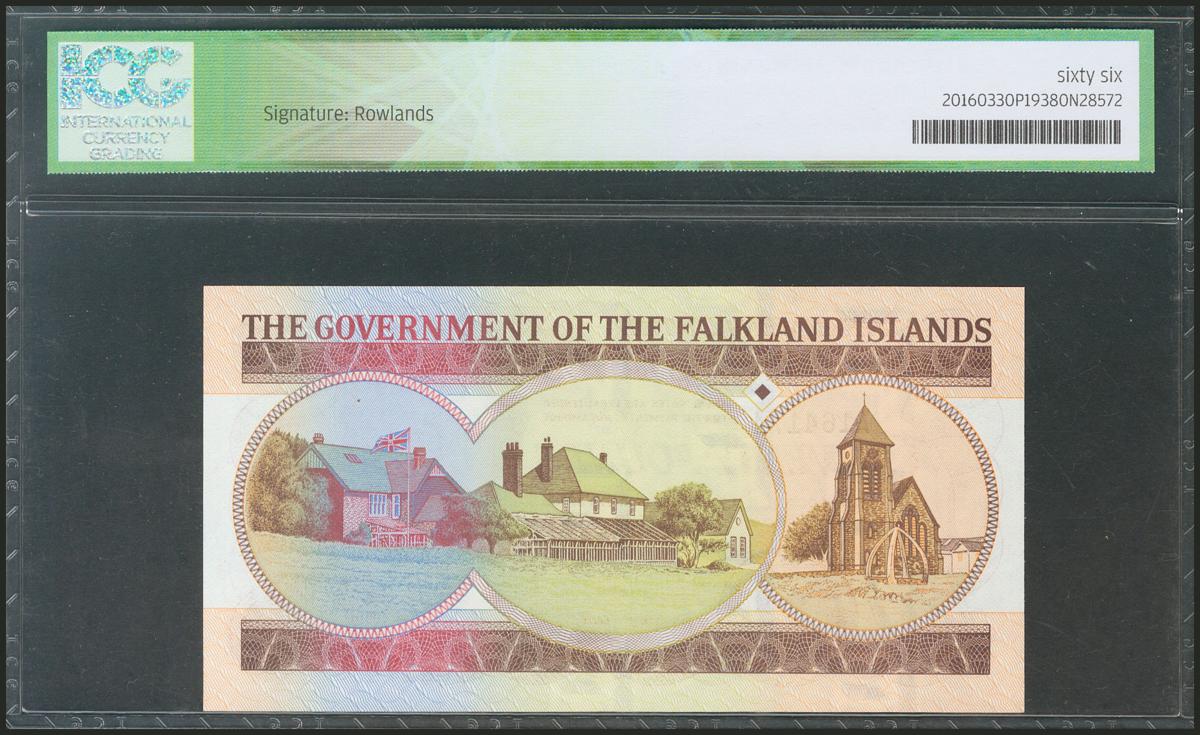 ICG
INTERNATIONAL
CURRENCY
GRADING
Signature: Rowlands
sixty six
20160330P19380N28572
THE GOVERNMENT OF THE FALKLAND ISLANDS